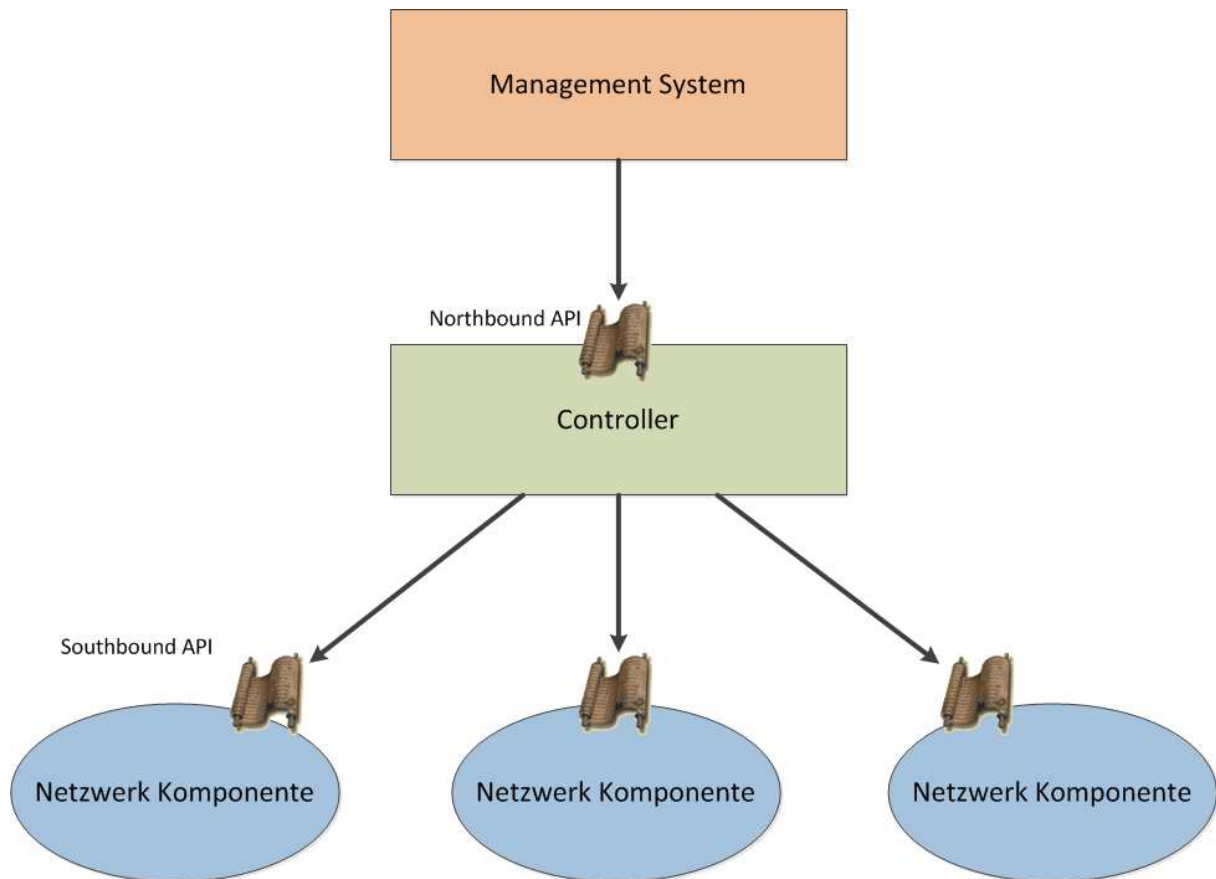 Management System
Northbound API
Controller
Southbound API
Netzwerk Komponente
Netzwerk Komponente
Netzwerk Komponente